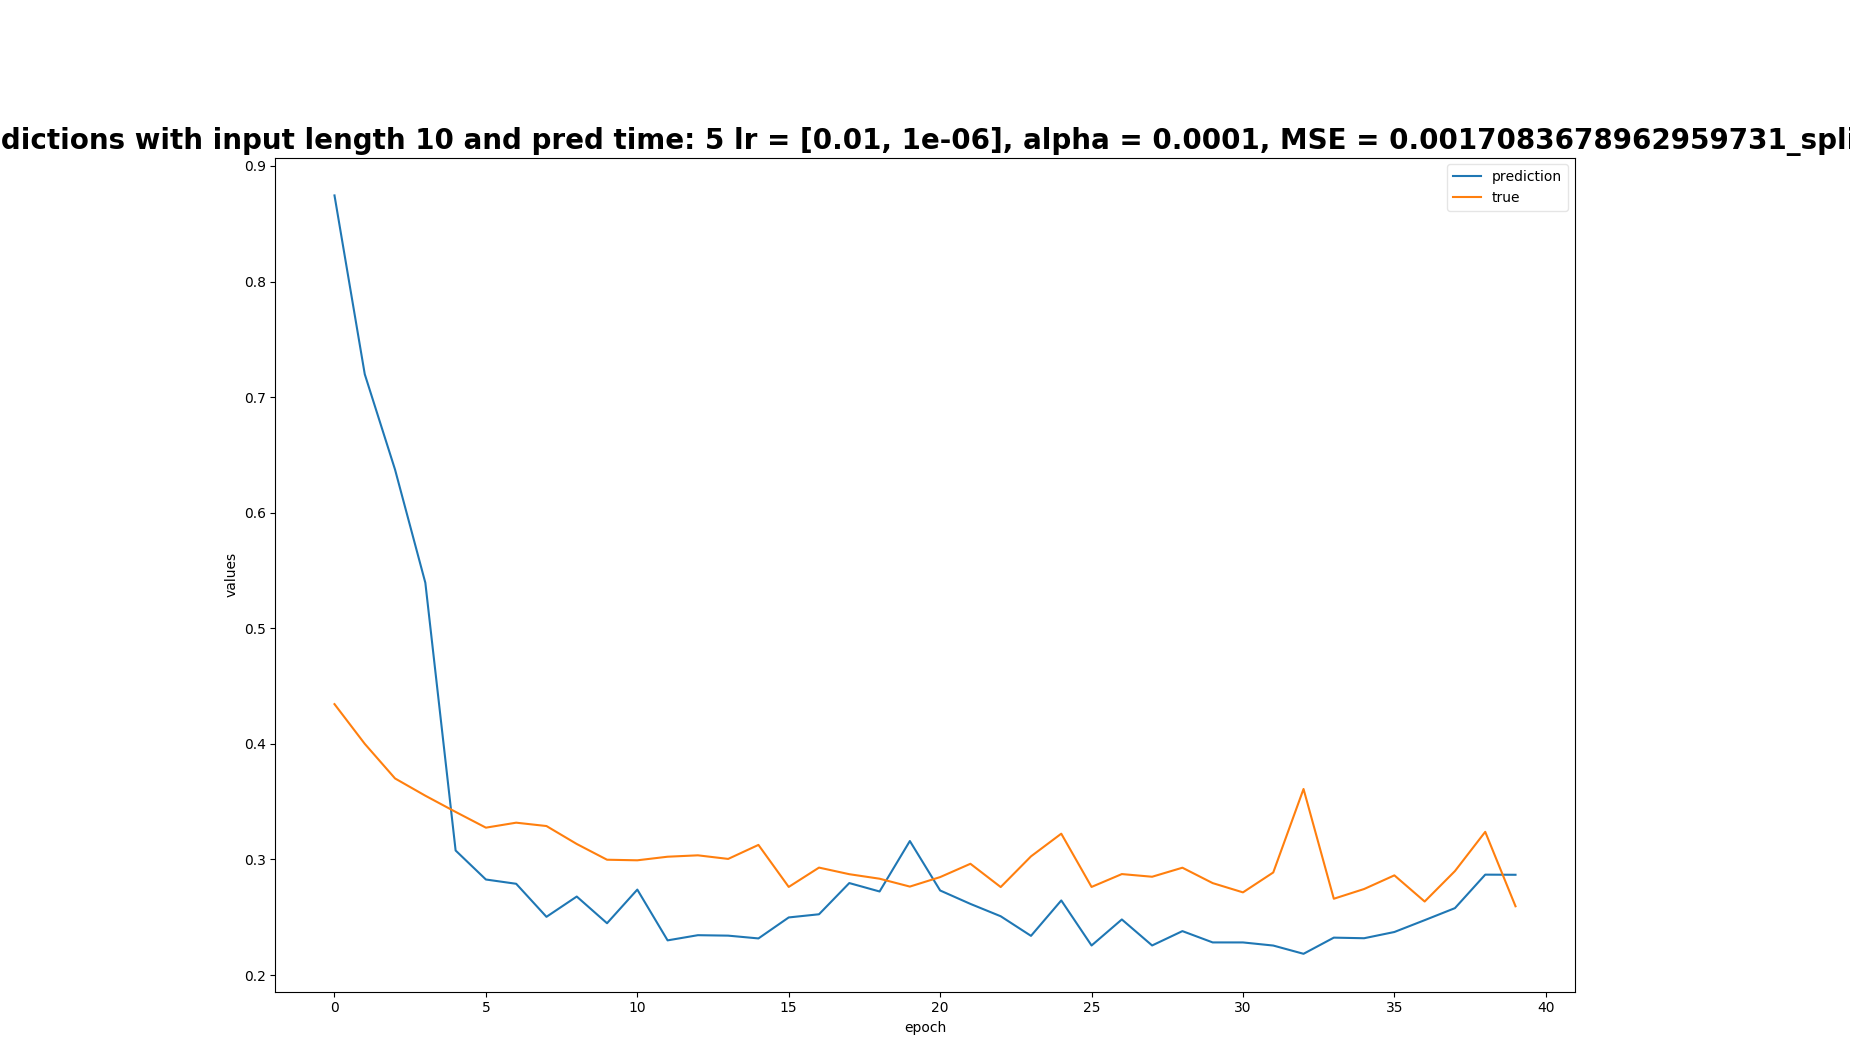 dictions with input length 10 and pred time: 5 lr = [0.01, 1e-06], alpha = 0.0001, MSE = 0.0017083678962959731_spli
prediction
true
0.9
0.8
0.7
0.6
0.5
0.4
0.3
0.2
values
0 5 10 15 20 25 30 35 40
epoch